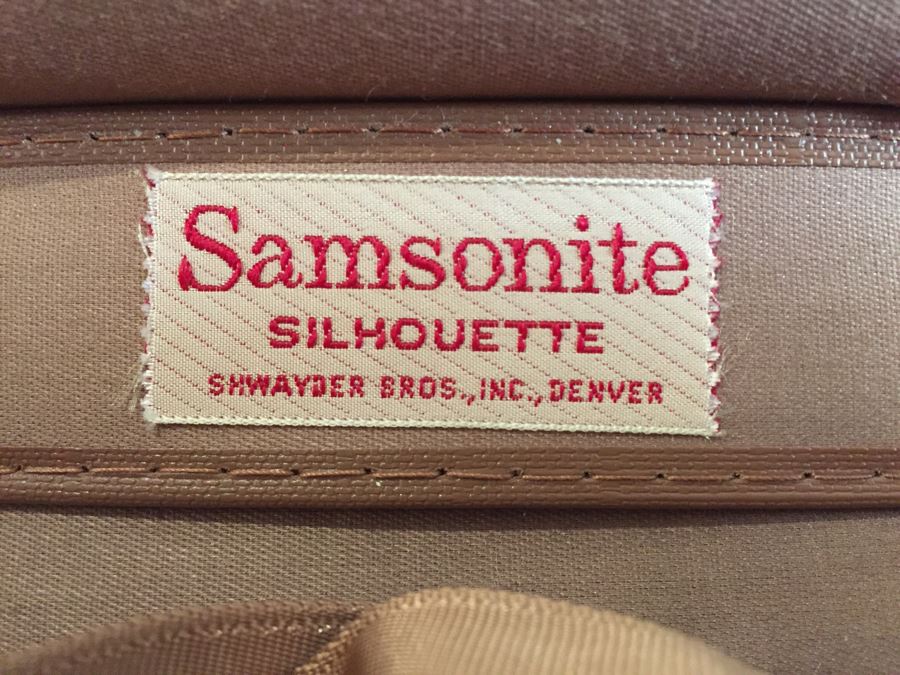 Samsonite
SILHOUETTE
SHWAYDER BROS.,INC.,DENVER